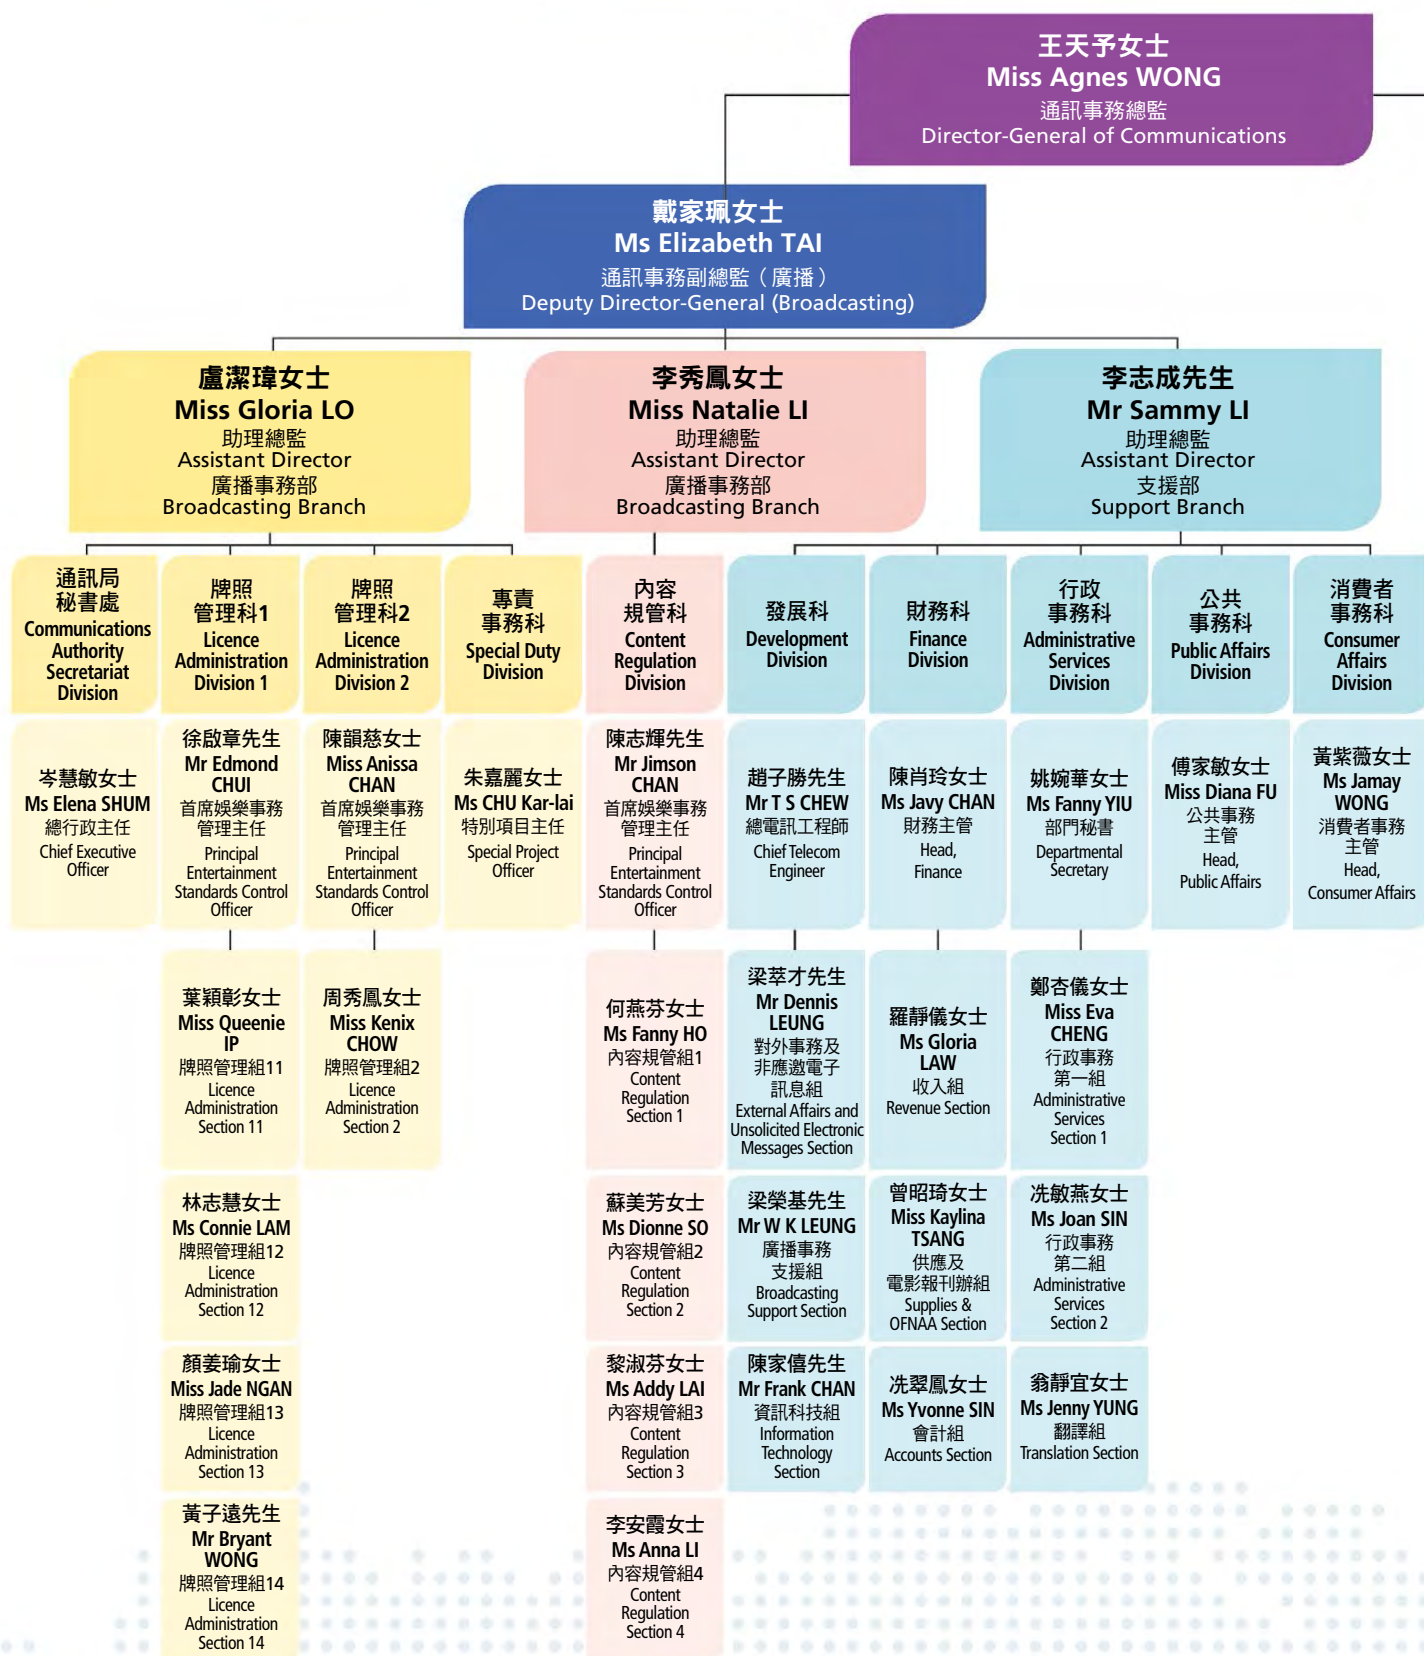 王天予女士
Miss Agnes WONG
通訊事務總監
Director-General of Communications
戴家珮女士
Ms Elizabeth TAI
通訊事務副總監（廣播）
Deputy Director-General (Broadcasting)
盧潔瑋女士
Miss Gloria LO
助理總監
Assistant Director
廣播事務部
Broadcasting Branch
李秀鳳女士
Miss Natalie LI
助理總監
Assistant Director
廣播事務部
Broadcasting Branch
李志成先生
Mr Sammy LI
助理總監
Assistant Director
支援部
Support Branch
通訊局
秘書處
Communications
Authority
Secretariat
Division
牌照
管理科1
Licence
Administration
Division 1
牌照
管理科2
Licence
Administration
Division 2
專責
事務科
Special Duty
Division
內容
規管科
Content
Regulation
Division
發展科
Development
Division
財務科
Finance
Division
行政
事務科
Administrative
Services
Division
公共
事務科
Public Affairs
Division
消費者
事務科
Consumer
Affairs
Division
岑慧敏女士
Ms Elena SHUM
總行政主任
Chief Executive
Officer
徐啟章先生
Mr Edmond
CHUI
首席娛樂事務
管理主任
Principal
Entertainment
Standards Control
Officer
陳韻慈女士
Miss Anissa
CHAN
首席娛樂事務
管理主任
Principal
Entertainment
Standards Control
Officer
朱嘉麗女士
Ms CHU Kar-lai
特別項目主任
Special Project
Officer
陳志輝先生
Mr Jimson
CHAN
首席娛樂事務
管理主任
Principal
Entertainment
Standards Control
Officer
趙子勝先生
Mr T S CHEW
總電訊工程師
Chief Telecom
Engineer
陳肖玲女士
Ms Javy CHAN
財務主管
Head,
Finance
姚婉華女士
Ms Fanny YIU
部門秘書
Departmental
Secretary
傅家敏女士
Miss Diana FU
公共事務
主管
Head,
Public Affairs
黃紫薇女士
Ms Jamay
WONG
消費者事務
主管
Head,
Consumer Affairs
葉穎彰女士
Miss Queenie
IP
牌照管理組11
Licence
Administration
Section 11
周秀鳳女士
Miss Kenix
CHOW
牌照管理組2
Licence
Administration
Section 2
何燕芬女士
Ms Fanny HO
內容規管組1
Content
Regulation
Section 1
梁萃才先生
Mr Dennis
LEUNG
對外事務及
非應邀電子
訊息組
External Affairs and
Unsolicited Electronic
Messages Section
羅靜儀女士
Ms Gloria
LAW
收入組
Revenue Section
鄭杏儀女士
Miss Eva
CHENG
行政事務
第一組
Administrative
Services
Section 1
林志慧女士
Ms Connie LAM
牌照管理組12
Licence
Administration
Section 12
蘇美芳女士
Ms Dionne SO
內容規管組2
Content
Regulation
Section 2
梁榮基先生
Mr W K LEUNG
廣播事務
支援組
Broadcasting
Support Section
曾昭琦女士
Miss Kaylina
TSANG
供應及
電影報刊辦組
Supplies &
OFNAA Section
冼敏燕女士
Ms Joan SIN
行政事務
第二組
Administrative
Services
Section 2
顏姜瑜女士
Miss Jade NGAN
牌照管理組13
Licence
Administration
Section 13
黎淑芬女士
Ms Addy LAI
內容規管組3
Content
Regulation
Section 3
陳家僖先生
Mr Frank CHAN
資訊科技組
Information
Technology
Section
冼翠鳳女士
Ms Yvonne SIN
會計組
Accounts Section
翁靜宜女士
Ms Jenny YUNG
翻譯組
Translation Section
黃子遠先生
Mr Bryant
WONG
牌照管理組14
Licence
Administration
Section 14
李安霞女士
Ms Anna LI
內容規管組4
Content
Regulation
Section 4